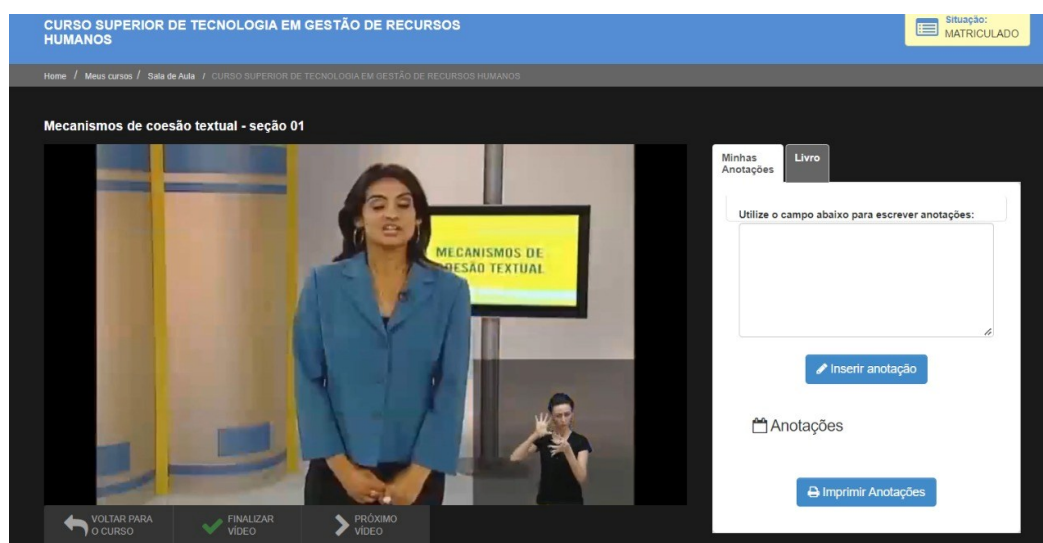 CURSO SUPERIOR DE TECNOLOGIA EM GESTÃO DE RECURSOS
HUMANOS
Situação:
MATRICULADO
Home / Meus cursos / Sala de Aula / CURSO SUPERIOR DE TECNOLOGIA EM GESTÃO DE RECURSOS HUMANOS
Mecanismos de coesão textual - seção 01
MECANISMOS DE
COESÃO TEXTUAL
VOLTAR PARA
O CURSO
FINALIZAR
VÍDEO
PRÓXIMO
VÍDEO
Minhas
Anotações
Livro
Utilize o campo abaixo para escrever anotações:
Inserir anotação
Anotações
Imprimir Anotações